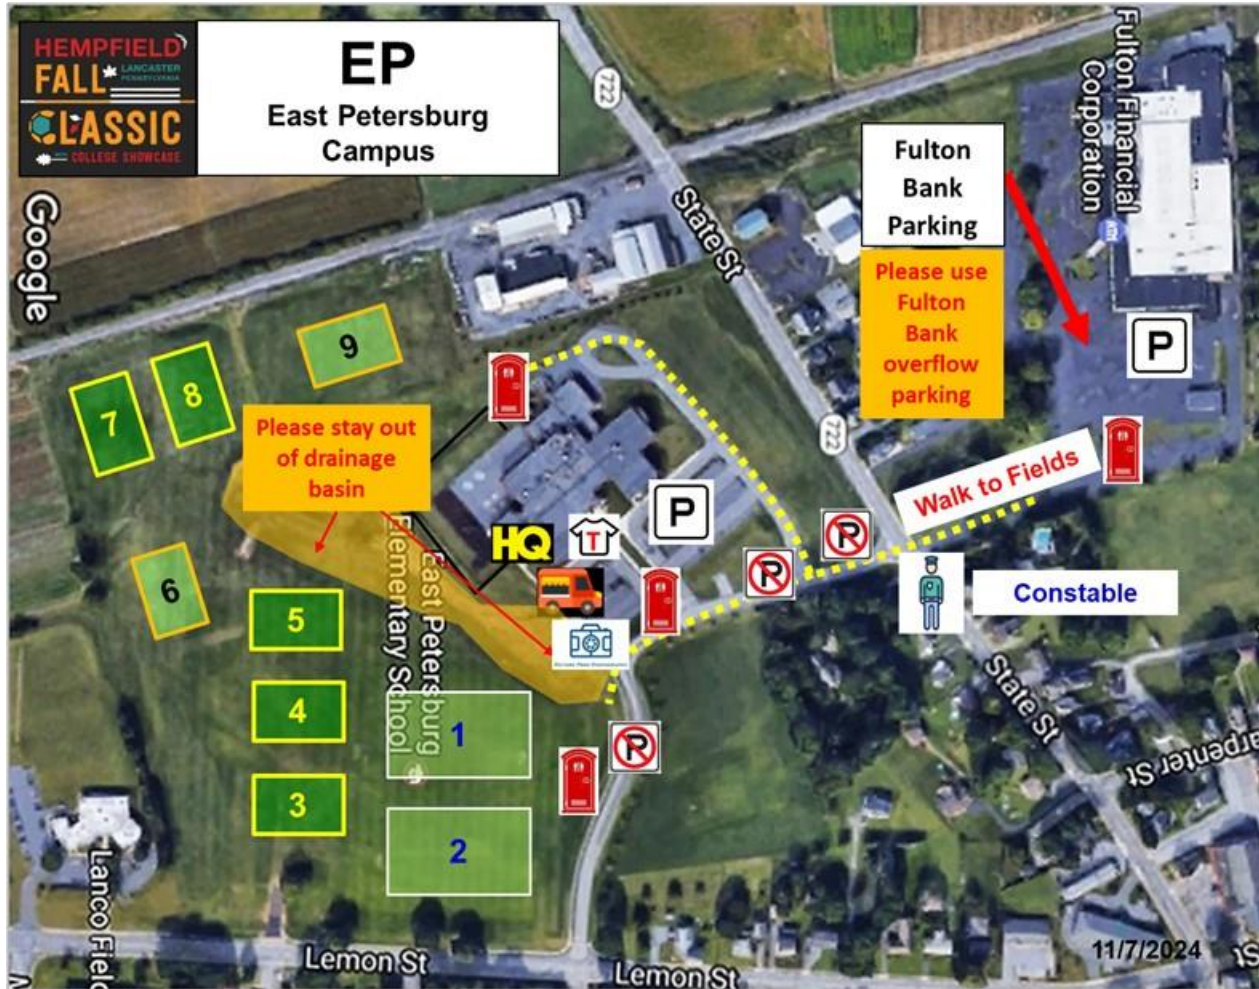 HEMPFIELD
FALL
LANCASTER
PENNSYLVANIA
CLASSIC
COLLEGE SHOWCASE
EP
East Petersburg
Campus
Google
722
State St
Fulton Financial
Corporation
Fulton
Bank
Parking
Please use
Fulton
Bank
overflow
parking
P
9
8
7
Please stay out
of drainage
basin
722
Walk to Fields
P
P
P
HQ
T
East Petersburg
Elementary School
6
5
4
3
1
2
P
Constable
State St
arpenter St
Lanco Field
Lemon St
Lemon St
11/7/2024
St